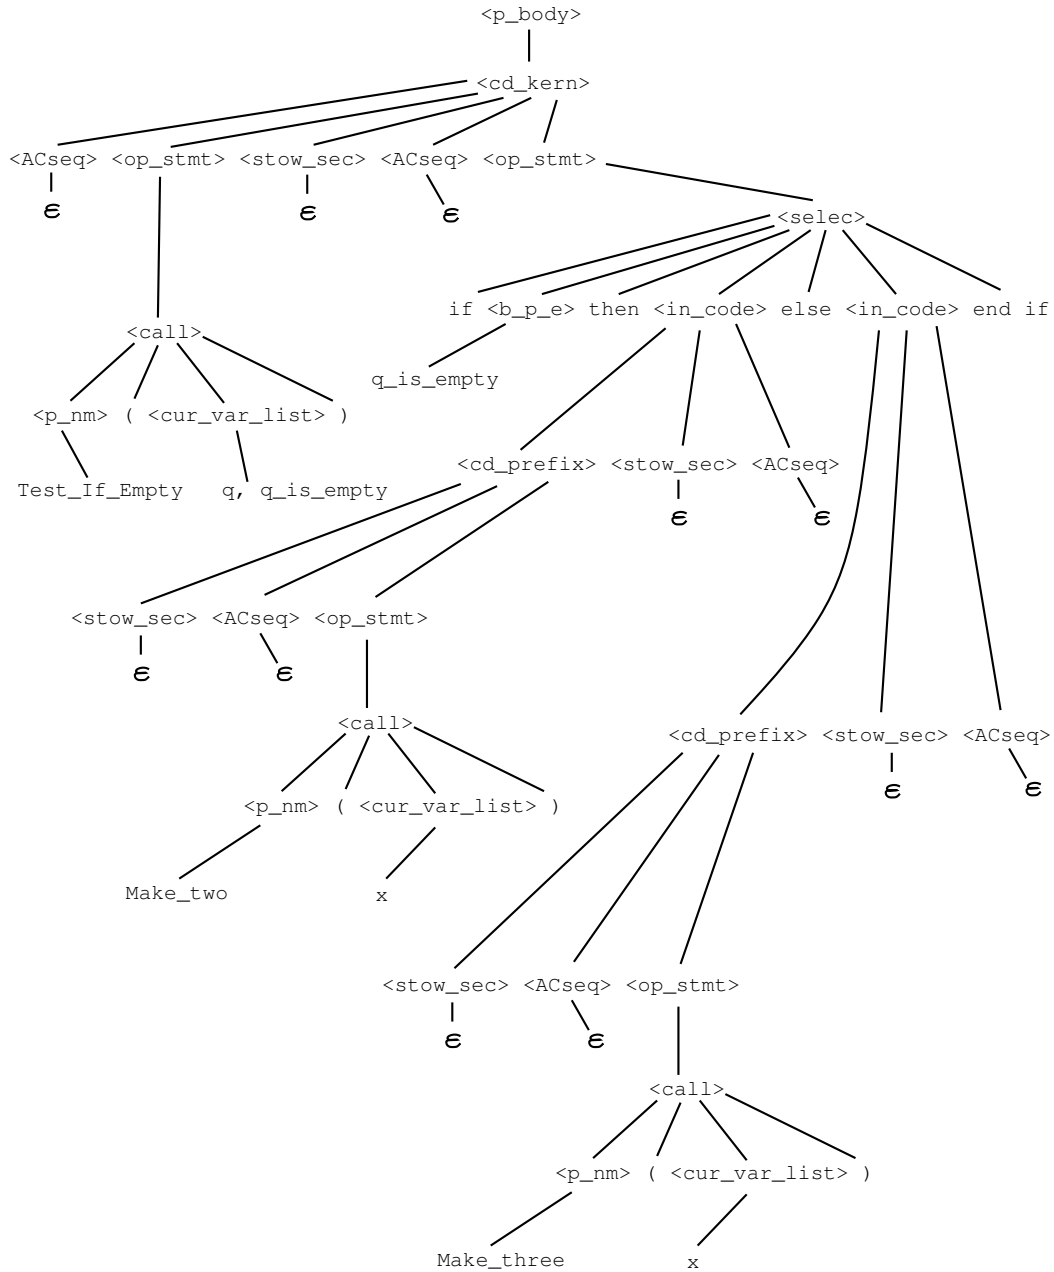 <p_body>
<cd_kern>
<ACseq> <op_stmt> <stow_sec> <ACseq> <op_stmt>
ε ε ε
<selec>
if <b_p_e> then <in_code> else <in_code> end if
<call>
q_is_empty
<p_nm> ( <cur_var_list> )
<cd_prefix> <stow_sec> <ACseq>
Test_If_Empty q, q_is_empty
ε ε
<stow_sec> <ACseq> <op_stmt>
ε ε
<call>
<cd_prefix> <stow_sec> <ACseq>
ε ε
<p_nm> ( <cur_var_list> )
Make_two x
<stow_sec> <ACseq> <op_stmt>
ε ε
<call>
<p_nm> ( <cur_var_list> )
Make_three x